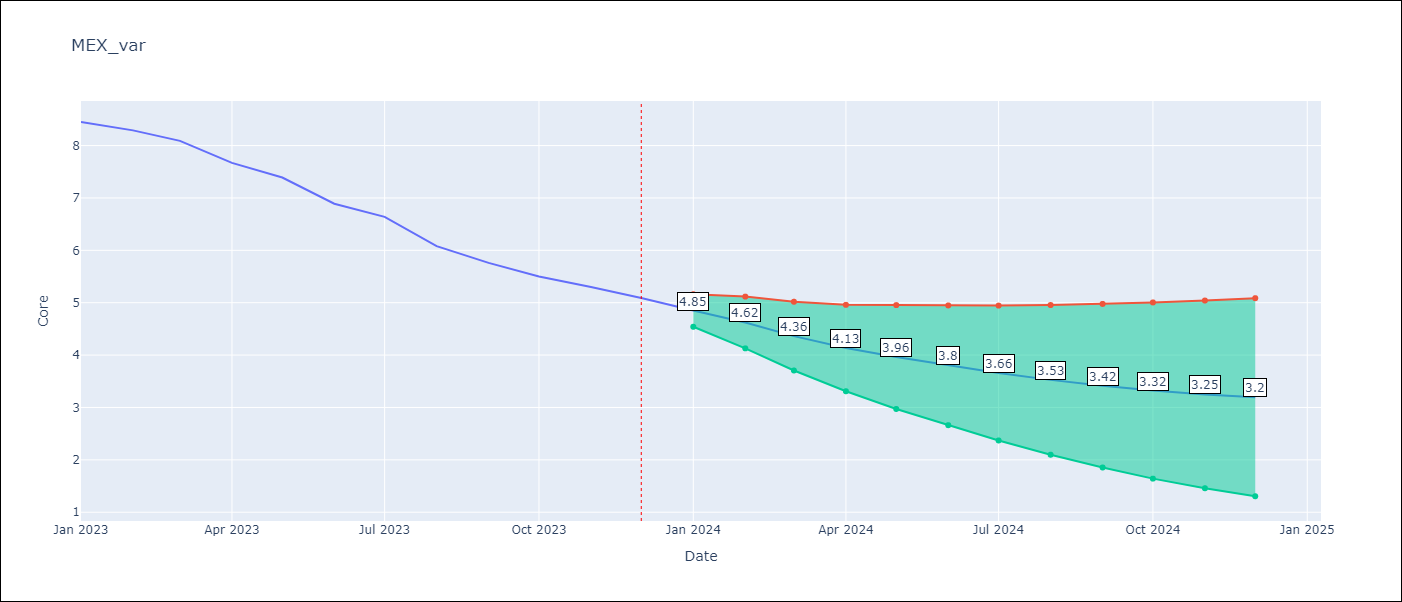 MEX_var
Core
8
7
6
5
4
3
2
1
4.85
4.62
4.36
4.13
3.96
3.8
3.66
3.53
3.42
3.32
3.25
3.2
Jan 2023
Apr 2023
Jul 2023
Oct 2023
Jan 2024
Apr 2024
Jul 2024
Oct 2024
Jan 2025
Date